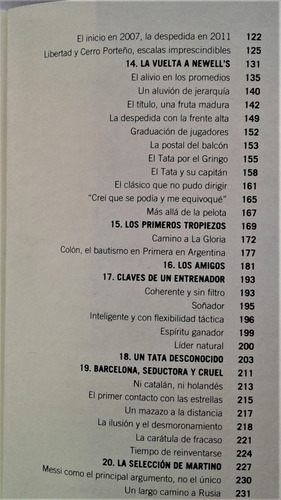 El inicio en 2007, la despedida en 2011 122
Libertad y Cerro Porteño, escalas imprescindibles 125
14. LA VUELTA A NEWELL'S 131
El alivio en los promedios 135
Un aluvión de jerarquía 140
El título, una fruta madura 142
La despedida con la frente alta 149
Graduación de jugadores 152
La postal del balcón 153
El Tata por el Gringo 155
El Tata y su capitán 158
El clásico que no pudo dirigir 161
“Creí que se podía y me equivoqué” 165
Más allá de la pelota 167
15. LOS PRIMEROS TROPIEZOS 169
Camino a La Gloria 172
Colón, el bautismo en Primera en Argentina 177
16. LOS AMIGOS 181
17. CLAVES DE UN ENTRENADOR 193
Coherente y sin filtro 193
Soñador 195
Inteligente y con flexibilidad táctica 196
Espíritu ganador 199
Líder natural 200
18. UN TATA DESCONOCIDO 203
19. BARCELONA, SEDUCTORA Y CRUEL 211
Ni catalán, ni holandés 213
El primer contacto con las estrellas 215
Un mazazo a la distancia 217
La ilusión y el desmoronamiento 218
La carátula de fracaso 221
Tiempo de reinventarse 224
20. LA SELECCIÓN DE MARTINO 227
Messi como el principal argumento, no el único 230
Un largo camino a Rusia 231